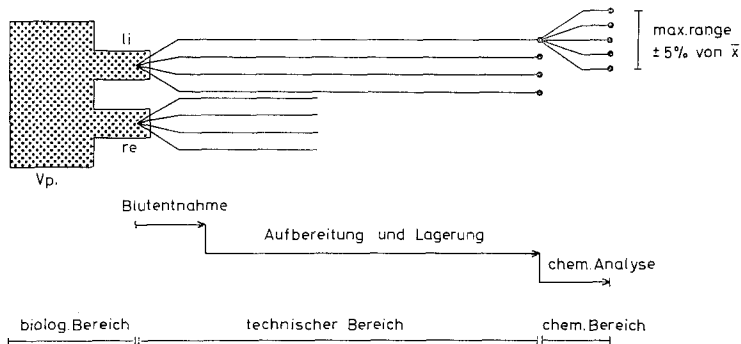 li
max.range
±5% von x̄
re
Vp.
Blutentnahme
Aufbereitung und Lagerung
chem.Analyse
biolog.Bereich
technischer Bereich
chem.Bereich